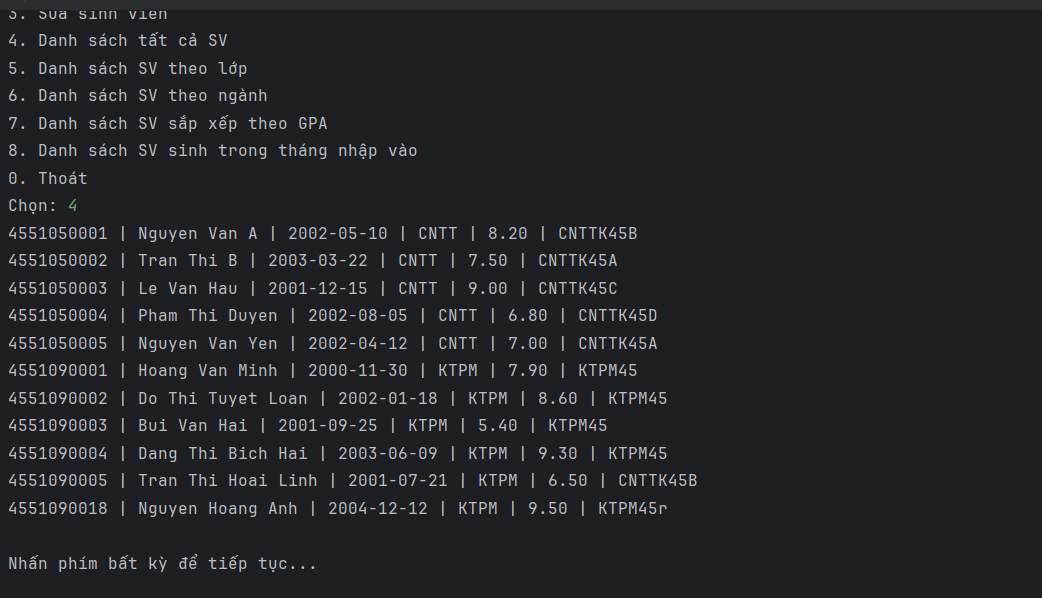 3. Sửa sinh viên
4. Danh sách tất cả SV
5. Danh sách SV theo lớp
6. Danh sách SV theo ngành
7. Danh sách SV sắp xếp theo GPA
8. Danh sách SV sinh trong tháng nhập vào
0. Thoát
Chọn: 4
4551050001 | Nguyen Van A | 2002-05-10 | CNTT | 8.20 | CNTTK45B
4551050002 | Tran Thi B | 2003-03-22 | CNTT | 7.50 | CNTTK45A
4551050003 | Le Van Hau | 2001-12-15 | CNTT | 9.00 | CNTTK45C
4551050004 | Pham Thi Duyen | 2002-08-05 | CNTT | 6.80 | CNTTK45D
4551050005 | Nguyen Van Yen | 2002-04-12 | CNTT | 7.00 | CNTTK45A
4551090001 | Hoang Van Minh | 2000-11-30 | KTPM | 7.90 | KTPM45
4551090002 | Do Thi Tuyet Loan | 2002-01-18 | KTPM | 8.60 | KTPM45
4551090003 | Bui Van Hai | 2001-09-25 | KTPM | 5.40 | KTPM45
4551090004 | Dang Thi Bich Hai | 2003-06-09 | KTPM | 9.30 | KTPM45
4551090005 | Tran Thi Hoai Linh | 2001-07-21 | KTPM | 6.50 | CNTTK45B
4551090018 | Nguyen Hoang Anh | 2004-12-12 | KTPM | 9.50 | KTPM45r
Nhấn phím bất kỳ để tiếp tục...